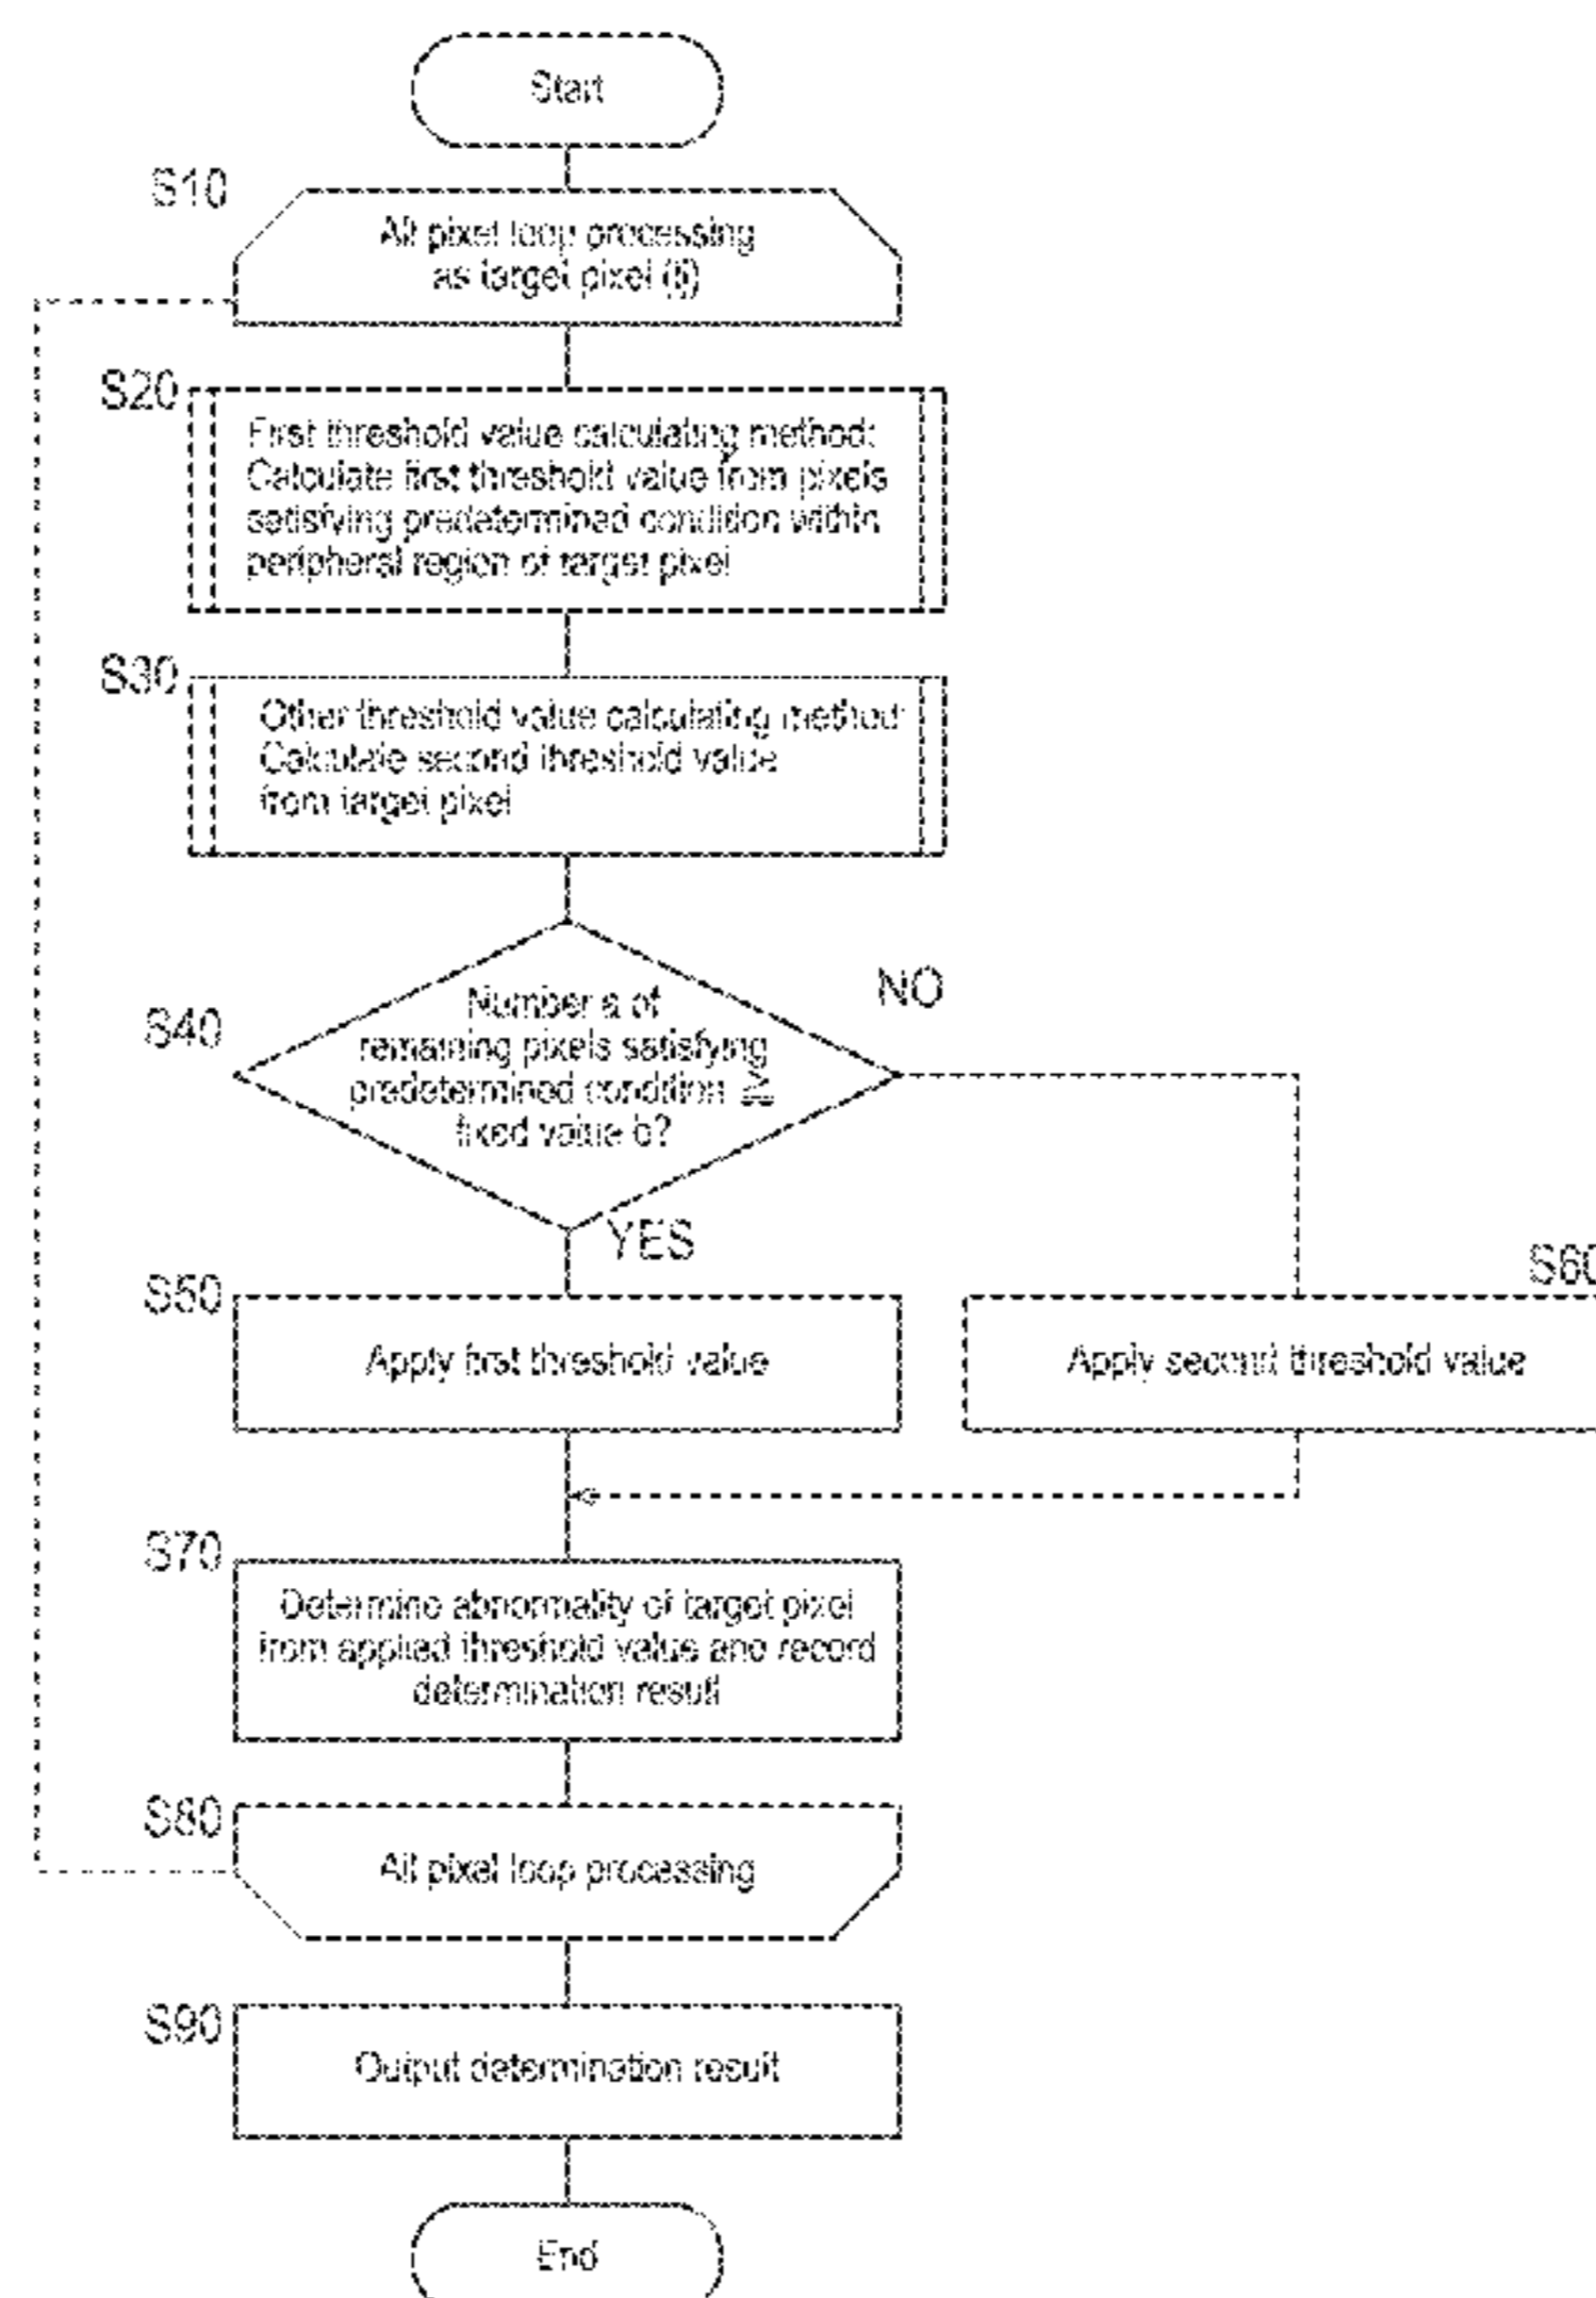 Start
S10
All pixel loop processing
as target pixel (ij)
S20
First threshold value calculating method:
Calculate first threshold value from pixels
satisfying predetermined condition within
peripheral region of target pixel
S30
Other threshold value calculating method:
Calculate second threshold value
from target pixel
S40
Number a of
remaining pixels satisfying
predetermined condition ≧
fixed value b?
NO
YES
S50
Apply first threshold value
S60
Apply second threshold value
S70
Determine abnormality of target pixel
from applied threshold value and record
determination result
S80
All pixel loop processing
S90
Output determination result
End